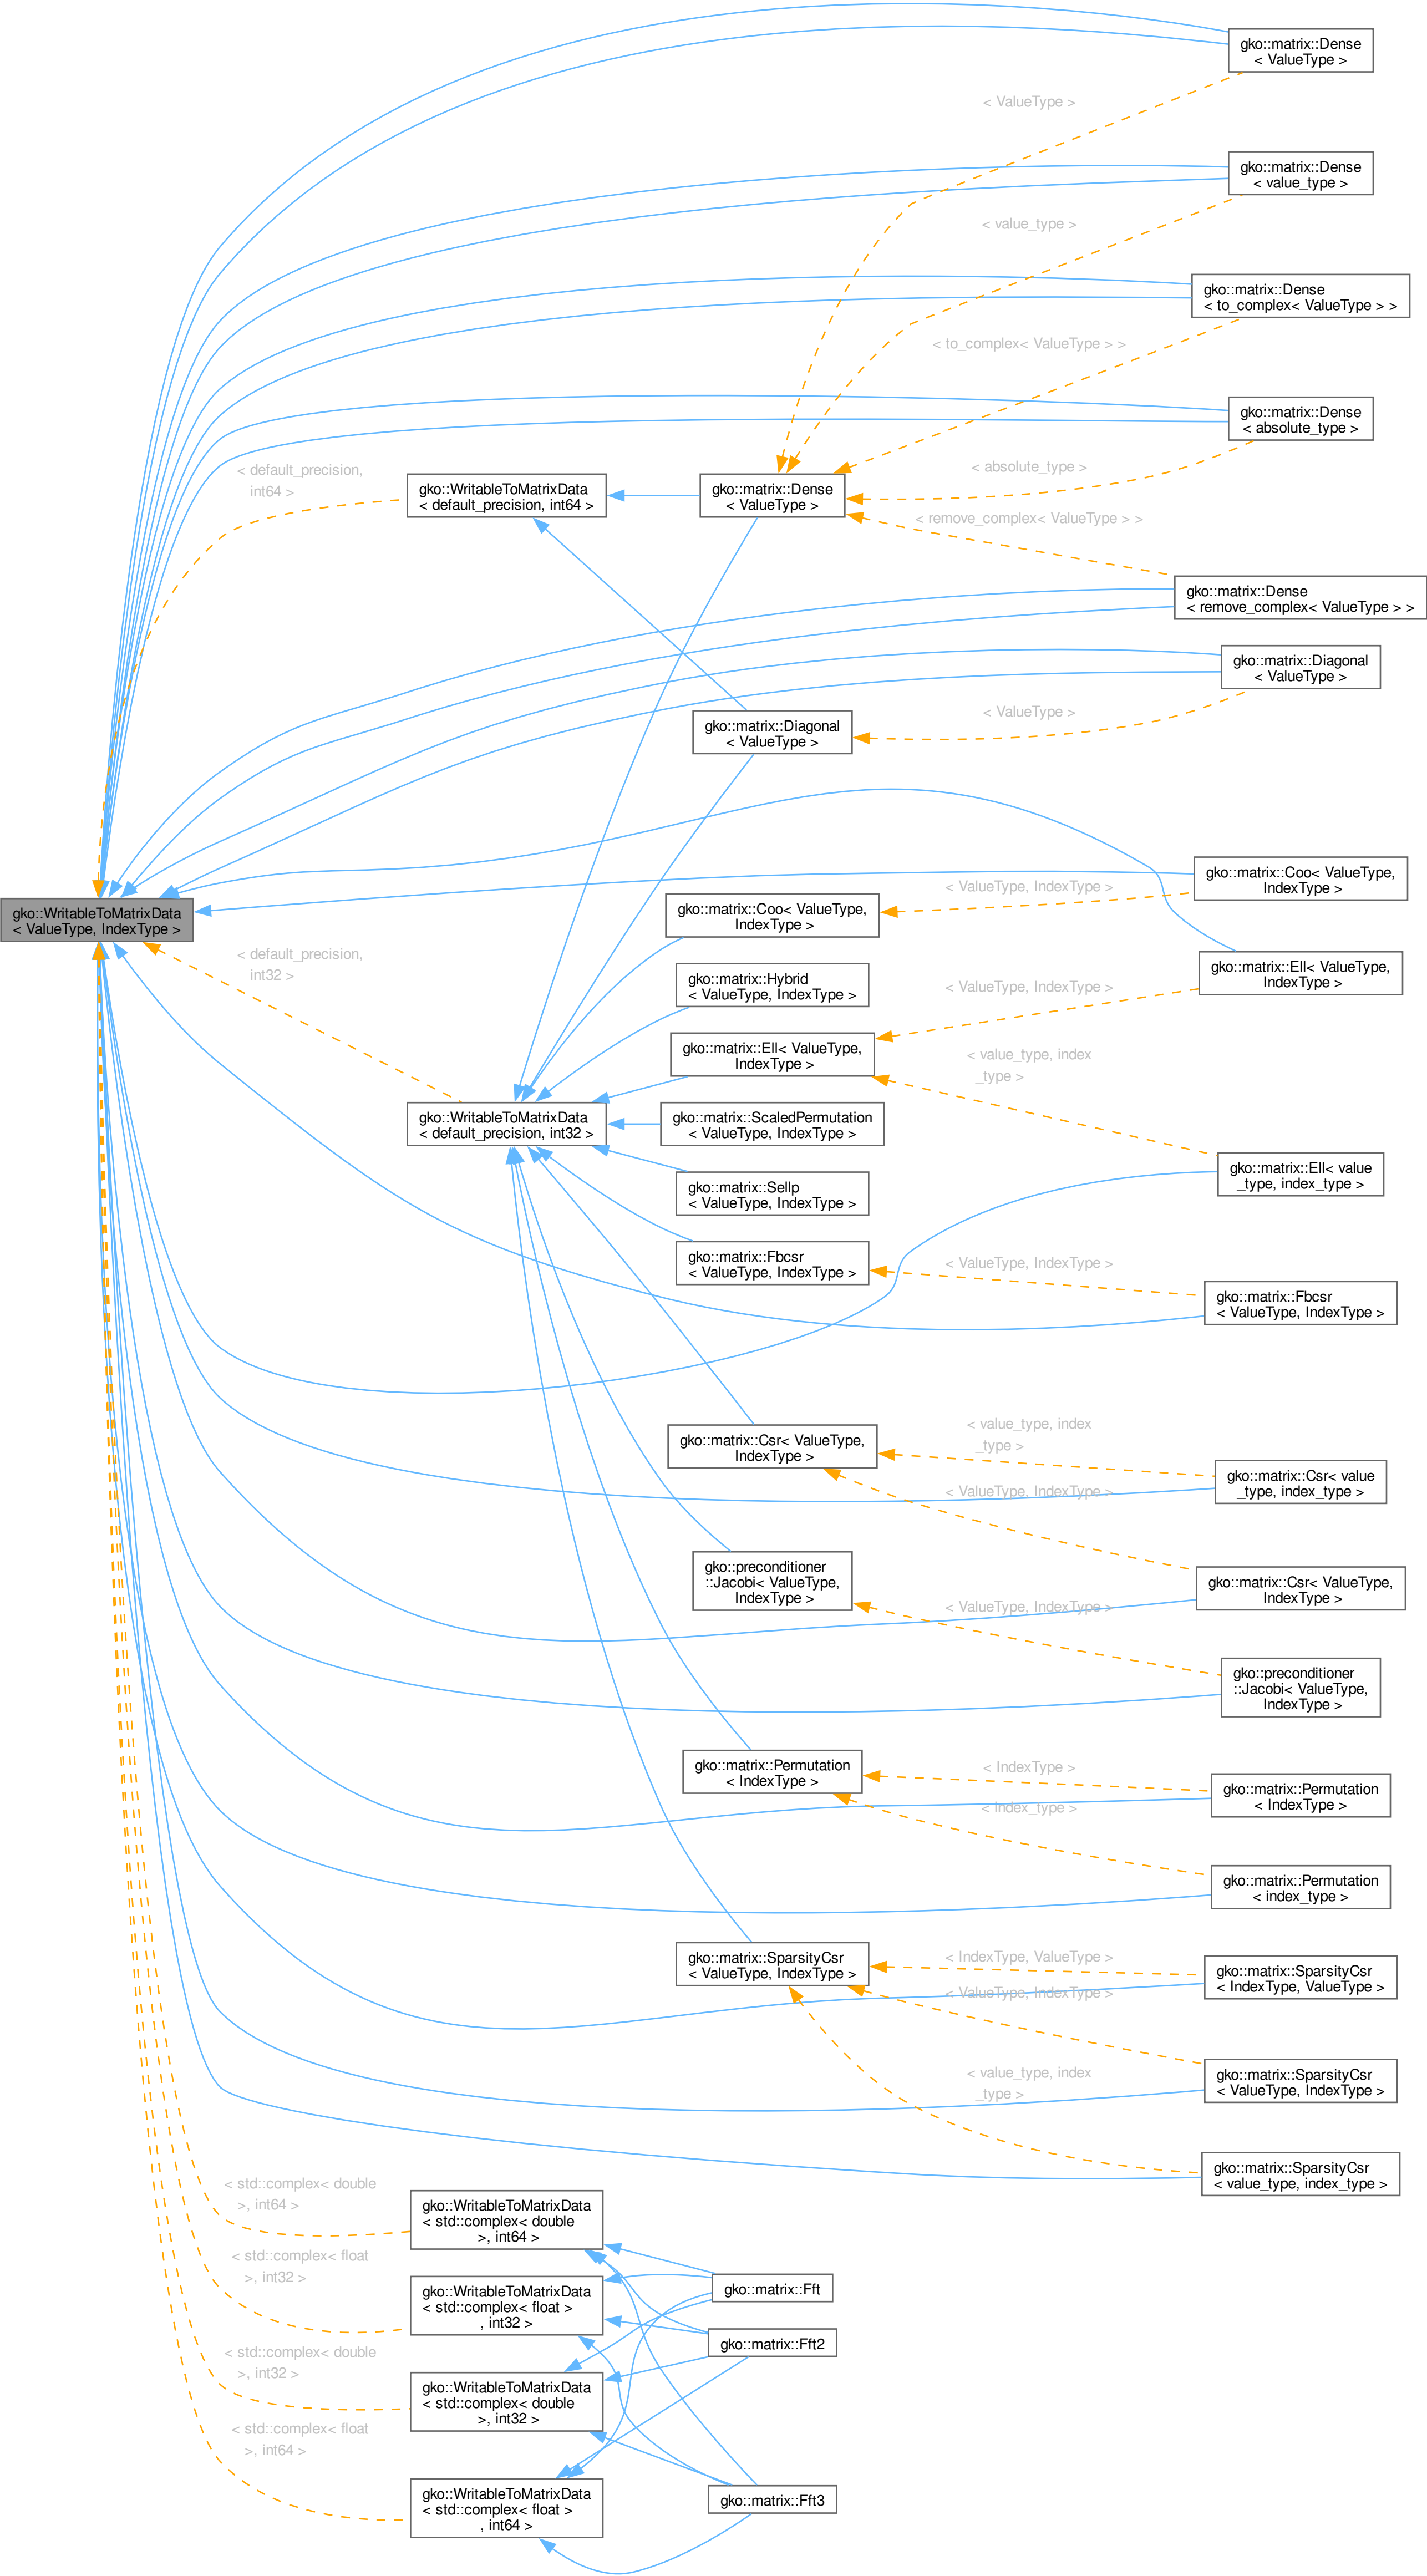 gko::matrix::Dense
< ValueType >
< ValueType >
gko::matrix::Dense
< value_type >
< value_type >
gko::matrix::Dense
< to_complex< ValueType > >
< to_complex< ValueType > >
gko::matrix::Dense
< absolute_type >
< absolute_type >
< default_precision,
int64 >
gko::WritableToMatrixData
< default_precision, int64 >
gko::matrix::Dense
< ValueType >
< remove_complex< ValueType > >
gko::matrix::Dense
< remove_complex< ValueType > >
gko::matrix::Diagonal
< ValueType >
gko::matrix::Diagonal
< ValueType >
< ValueType >
gko::matrix::Coo< ValueType,
IndexType >
< ValueType, IndexType >
gko::WritableToMatrixData
< ValueType, IndexType >
gko::matrix::Coo< ValueType,
IndexType >
< default_precision,
int32 >
gko::matrix::Ell< ValueType,
IndexType >
gko::matrix::Hybrid
< ValueType, IndexType >
< ValueType, IndexType >
gko::matrix::Ell< ValueType,
IndexType >
< value_type, index
_type >
gko::WritableToMatrixData
< default_precision, int32 >
gko::matrix::ScaledPermutation
< ValueType, IndexType >
gko::matrix::Ell< value
_type, index_type >
gko::matrix::Sellp
< ValueType, IndexType >
gko::matrix::Fbcsr
< ValueType, IndexType >
< ValueType, IndexType >
gko::matrix::Fbcsr
< ValueType, IndexType >
gko::matrix::Csr< ValueType,
IndexType >
< value_type, index
_type >
gko::matrix::Csr< value
_type, index_type >
< ValueType, IndexType >
gko::matrix::Csr< ValueType,
IndexType >
gko::preconditioner
::Jacobi< ValueType,
IndexType >
< ValueType, IndexType >
gko::preconditioner
::Jacobi< ValueType,
IndexType >
gko::matrix::Permutation
< IndexType >
< IndexType >
gko::matrix::Permutation
< IndexType >
< index_type >
gko::matrix::Permutation
< index_type >
gko::matrix::SparsityCsr
< ValueType, IndexType >
< IndexType, ValueType >
gko::matrix::SparsityCsr
< IndexType, ValueType >
< ValueType, IndexType >
gko::matrix::SparsityCsr
< ValueType, IndexType >
< value_type, index
_type >
gko::matrix::SparsityCsr
< value_type, index_type >
< std::complex< double
>, int64 >
gko::WritableToMatrixData
< std::complex< double
>, int64 >
< std::complex< float
>, int32 >
gko::WritableToMatrixData
< std::complex< float >
, int32 >
gko::matrix::Fft
gko::matrix::Fft2
< std::complex< double
>, int32 >
gko::WritableToMatrixData
< std::complex< double
>, int32 >
< std::complex< float
>, int64 >
gko::WritableToMatrixData
< std::complex< float >
, int64 >
gko::matrix::Fft3